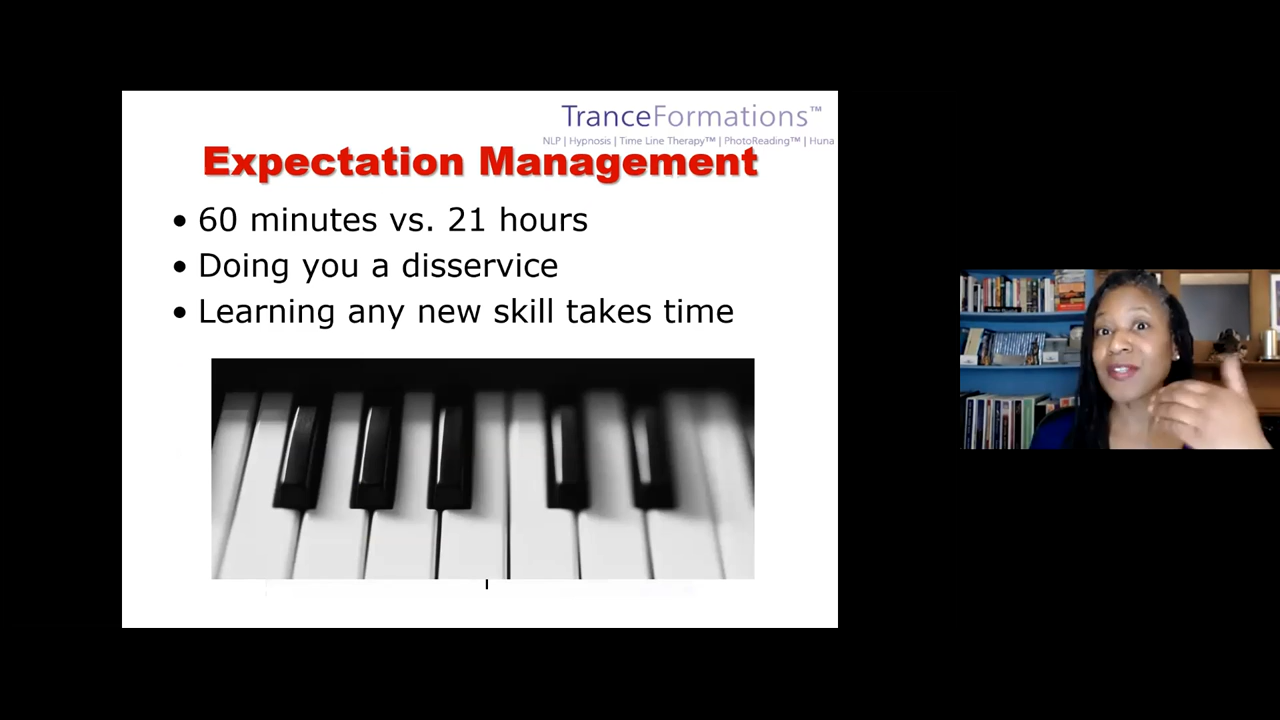 TranceFormations™
NLP | Hypnosis | Time Line Therapy™ | PhotoReading™ | Huna
Expectation Management
• 60 minutes vs. 21 hours
• Doing you a disservice
• Learning any new skill takes time